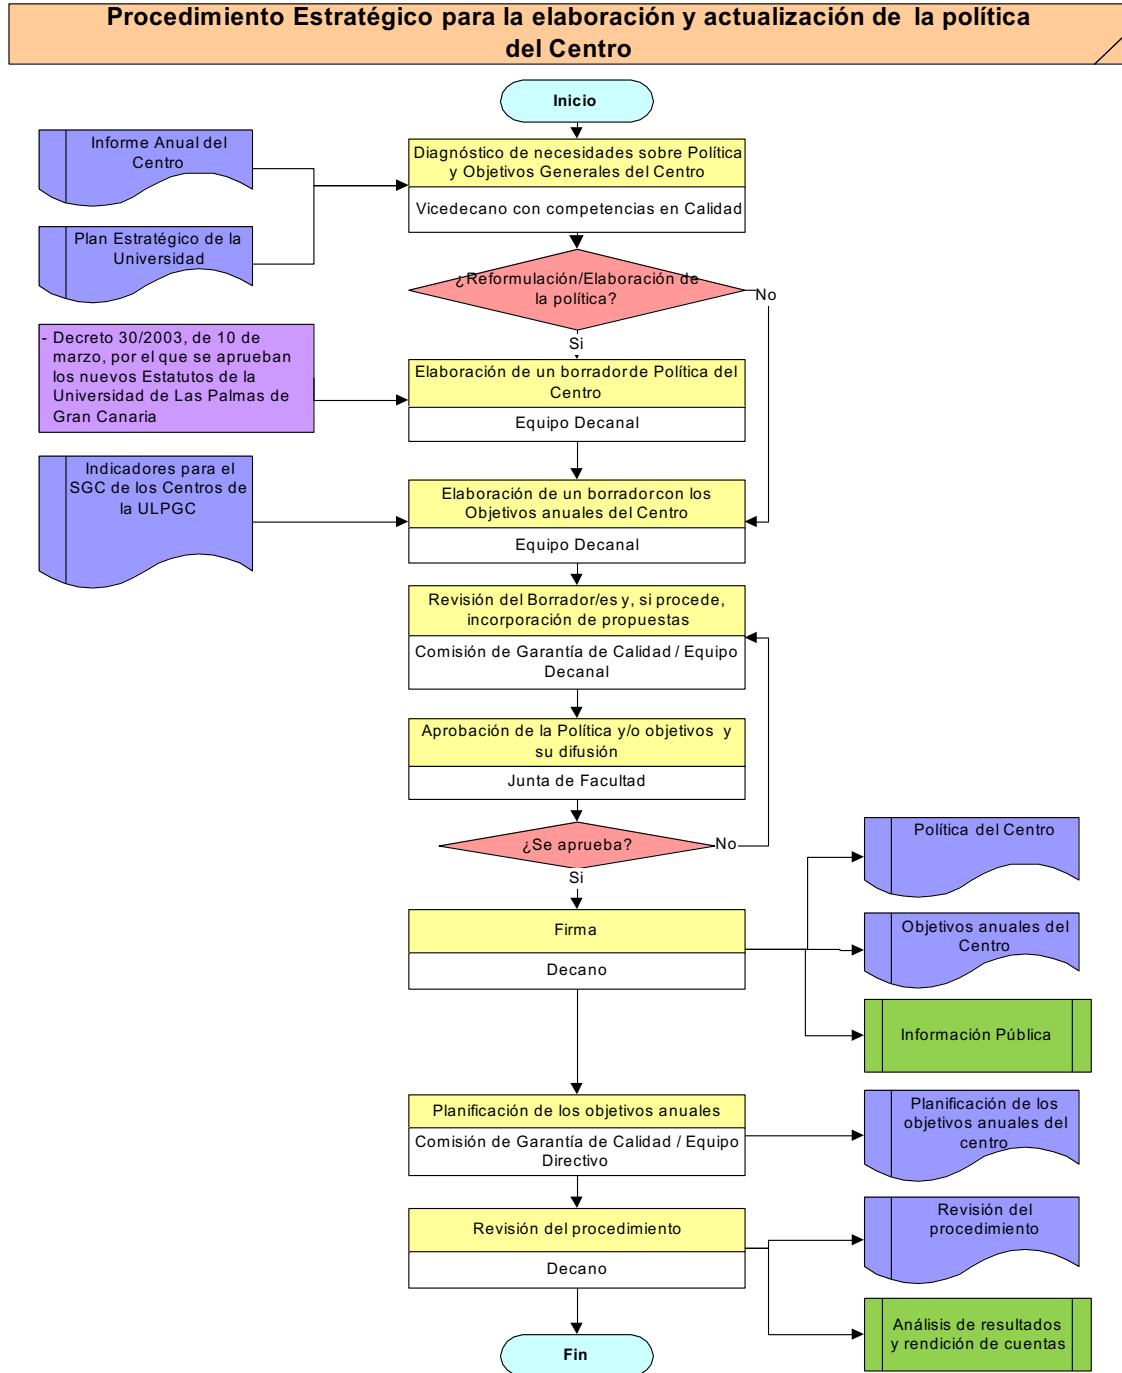 Procedimiento Estratégico para la elaboración y actualización de la política
del Centro
Inicio
Informe Anual del
Centro
Diagnóstico de necesidades sobre Política
y Objetivos Generales del Centro
Vicedecano con competencias en Calidad
Plan Estratégico de la
Universidad
¿Reformulación/Elaboración de
la política?
No
Si
- Decreto 30/2003, de 10 de
marzo, por el que se aprueban
los nuevos Estatutos de la
Universidad de Las Palmas de
Gran Canaria
Elaboración de un borrador de Política del
Centro
Equipo Decanal
Indicadores para el
SGC de los Centros de
la ULPGC
Elaboración de un borrador con los
Objetivos anuales del Centro
Equipo Decanal
Revisión del Borrador/es y, si procede,
incorporación de propuestas
Comisión de Garantía de Calidad / Equipo
Decanal
Aprobación de la Política y/o objetivos y
su difusión
Junta de Facultad
¿Se aprueba?
No
Si
Política del Centro
Firma
Decano
Objetivos anuales del
Centro
Información Pública
Planificación de los objetivos anuales
Comisión de Garantía de Calidad / Equipo
Directivo
Planificación de los
objetivos anuales del
centro
Revisión del procedimiento
Decano
Revisión del
procedimiento
Análisis de resultados
y rendición de cuentas
Fin